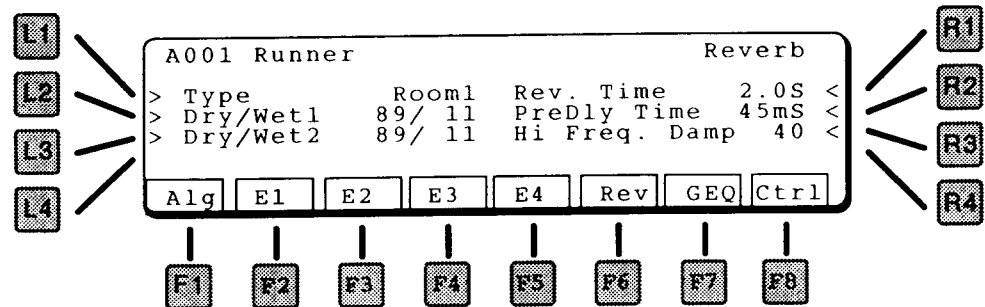 A001 Runner Reverb
> Type Room1 Rev. Time 2.0S <
> Dry/Wet1 89/ 11 PreDly Time 45mS <
> Dry/Wet2 89/ 11 Hi Freq. Damp 40 <
Alg E1 E2 E3 E4 Rev GEQ Ctrl
L1
L2
L3
L4
R1
R2
R3
R4
F1 F2 F3 F4 F5 F6 F7 F8